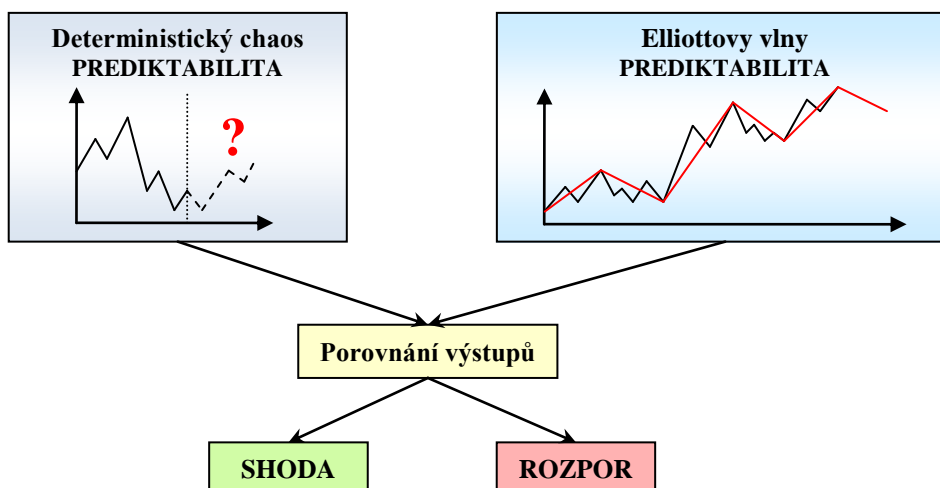 Deterministický chaos
PREDIKTABILITA
?
Elliottovy vlny
PREDIKTABILITA
Porovnání výstupů
SHODA
ROZPOR